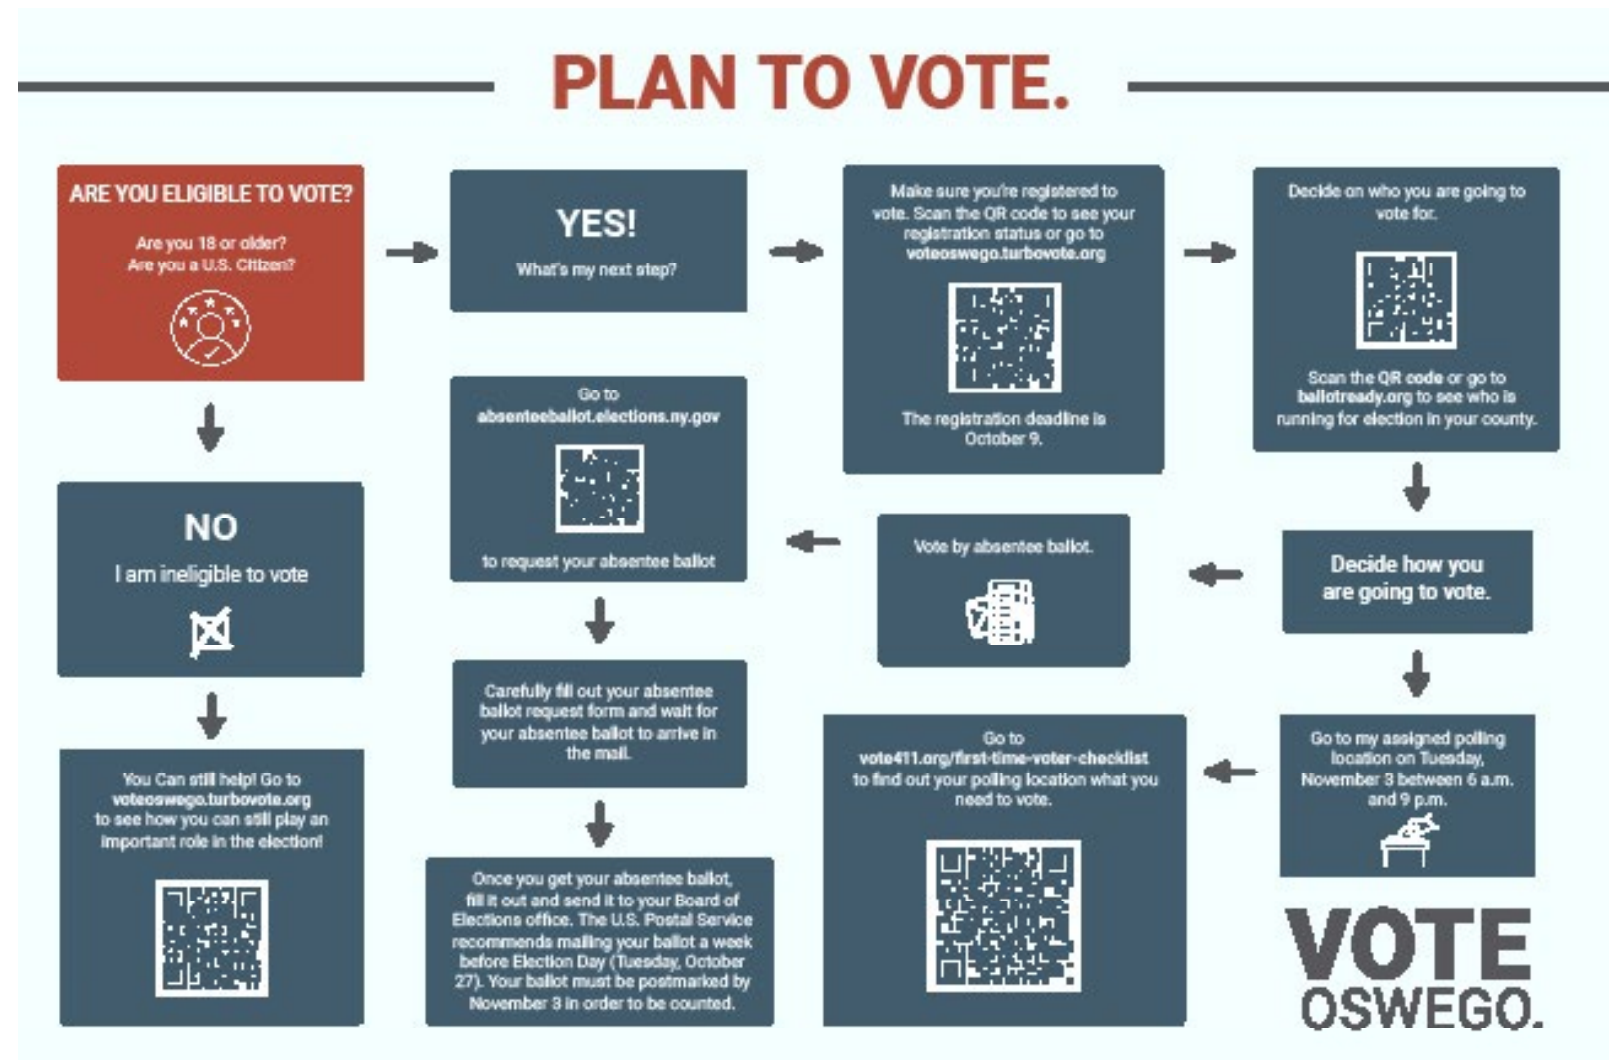 PLAN TO VOTE.
ARE YOU ELIGIBLE TO VOTE?
Are you 18 or older?
Are you a U.S. Citizen?
YES!
What's my next step?
Make sure you're registered to
vote. Scan the QR code to see your
registration status or go to
voteoswego.turbovote.org
The registration deadline is
October 9.
Decide on who you are going to
vote for.
Scan the QR code or go to
ballotready.org to see who is
running for election in your county.
Decide how you
are going to vote.
Vote by absentee ballot.
Go to
absenteeballot.elections.ny.gov
to request your absentee ballot
Carefully fill out your absentee
ballot request form and wait for
your absentee ballot to arrive in
the mail.
Once you get your absentee ballot,
fill it out and send it to your Board of
Elections office. The U.S. Postal Service
recommends mailing your ballot a week
before Election Day (Tuesday, October
27). Your ballot must be postmarked by
November 3 in order to be counted.
Go to my assigned polling
location on Tuesday,
November 3 between 6 a.m.
and 9 p.m.
Go to
vote411.org/first-time-voter-checklist
to find out your polling location what you
need to vote.
NO
I am ineligible to vote
You Can still help! Go to
voteoswego.turbovote.org
to see how you can still play an
important role in the election!
VOTE
OSWEGO.